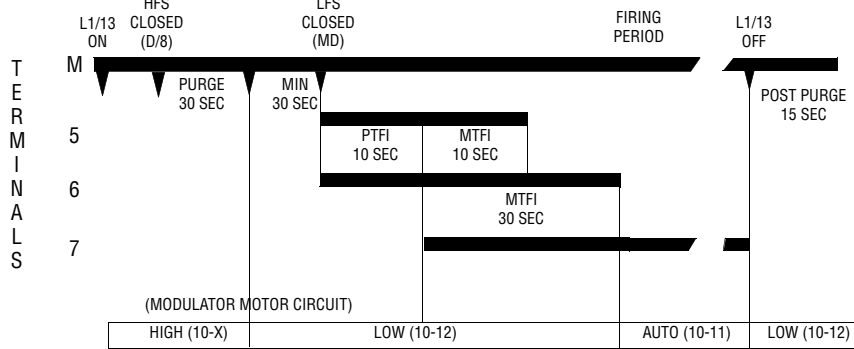 HFS
CLOSED
(D/8)
L1/13
ON
LFS
CLOSED
(MD)
FIRING
PERIOD
L1/13
OFF
TERMINALS
M
PURGE
30 SEC
MIN
30 SEC
POST PURGE
15 SEC
5
PTFI
10 SEC
MTFI
10 SEC
6
MTFI
30 SEC
7
(MODULATOR MOTOR CIRCUIT)
HIGH (10-X)
LOW (10-12)
AUTO (10-11)
LOW (10-12)